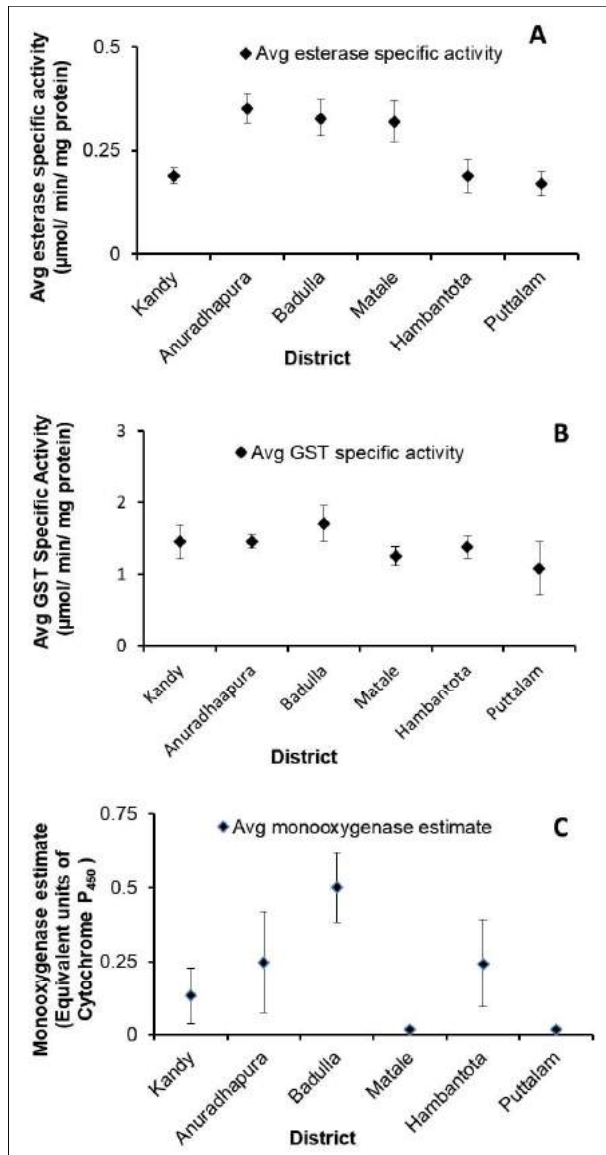 A
0.5
◆ Avg esterase specific activity
0.25
0
Avg esterase specific activity
(μmol/ min/ mg protein)
Kandy
Anuradhapura
Badulla
Matale
Hambantota
Puttalam
District
B
3
◆ Avg GST specific activity
2
1
0
Avg GST Specific Activity
(μmol/ min/ mg protein)
Kandy
Anuradhaapura
Badulla
Matale
Hambantota
Puttalam
District
C
0.75
◆ Avg monooxygenase estimate
0.5
0.25
0
Monooxygenase estimate
(Equivalent units of
Cytochrome P₄₅₀ )
Kandy
Anuradhapura
Badulla
Matale
Hambantota
Puttalam
District